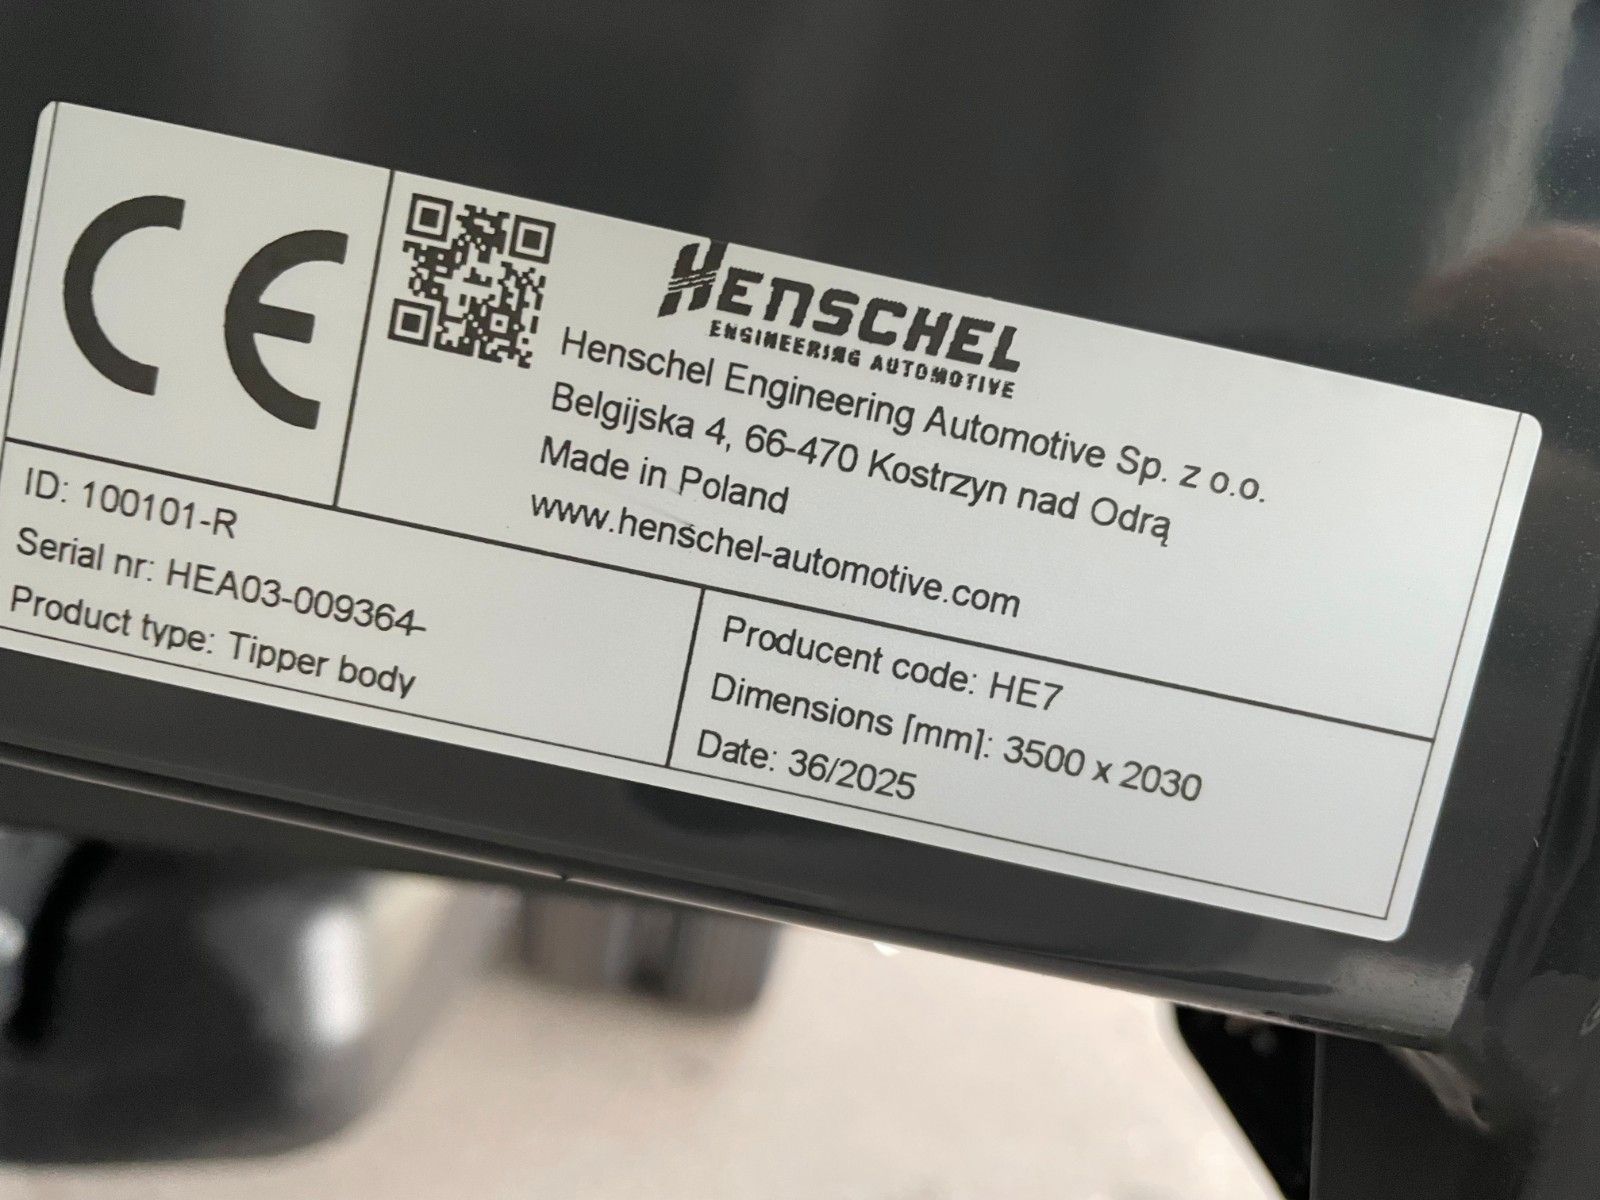 CE
HENSCHEL
ENGINEERING AUTOMOTIVE
Henschel Engineering Automotive Sp. z o.o.
Belgijska 4, 66-470 Kostrzyn nad Odrą
Made in Poland
www.henschel-automotive.com
ID: 100101-R
Serial nr: HEA03-009364-
Product type: Tipper body
Producent code: HE7
Dimensions [mm]: 3500 x 2030
Date: 36/2025